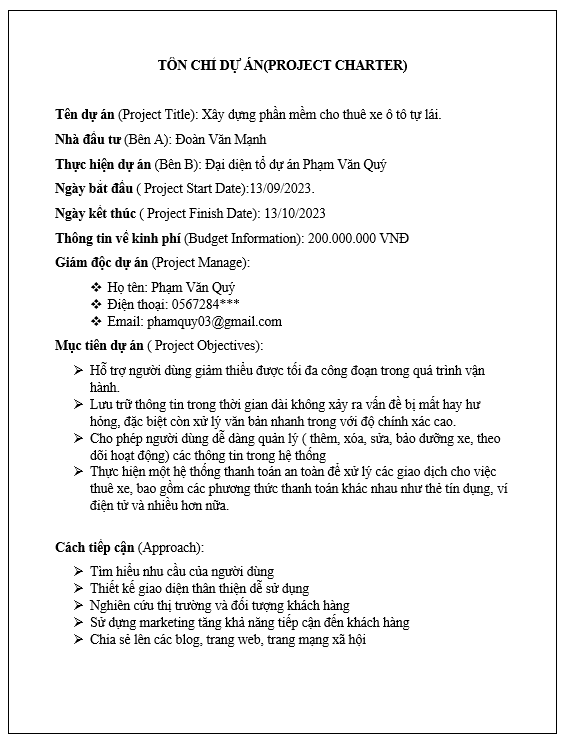 TÔN CHỈ DỰ ÁN(PROJECT CHARTER)
Tên dự án (Project Title): Xây dựng phần mềm cho thuê xe ô tô tự lái.
Nhà đầu tư (Bên A): Đoàn Văn Mạnh
Thực hiện dự án (Bên B): Đại diện tổ dự án Phạm Văn Quý
Ngày bắt đầu ( Project Start Date):13/09/2023.
Ngày kết thúc ( Project Finish Date): 13/10/2023
Thông tin về kinh phí (Budget Information): 200.000.000 VNĐ
Giám độc dự án (Project Manage):
❖ Họ tên: Phạm Văn Quý
❖ Điện thoại: 0567284***
❖ Email: phamquy03@gmail.com
Mục tiên dự án ( Project Objectives):
➢ Hỗ trợ người dùng giảm thiểu được tối đa công đoạn trong quá trình vận
hành.
➢ Lưu trữ thông tin trong thời gian dài không xảy ra vấn đề bị mất hay hư
hỏng, đặc biệt còn xử lý văn bản nhanh trong với độ chính xác cao.
➢ Cho phép người dùng dễ dàng quản lý ( thêm, xóa, sửa, bảo dưỡng xe, theo
dõi hoạt động) các thông tin trong hệ thống
➢ Thực hiện một hệ thống thanh toán an toàn để xử lý các giao dịch cho việc
thuê xe, bao gồm các phương thức thanh toán khác nhau như thẻ tín dụng, ví
điện tử và nhiều hơn nữa.
Cách tiếp cận (Approach):
➢ Tìm hiểu nhu cầu của người dùng
➢ Thiết kế giao diện thân thiện dễ sử dụng
➢ Nghiên cứu thị trường và đối tượng khách hàng
➢ Sử dụng marketing tăng khả năng tiếp cận đến khách hàng
➢ Chia sẻ lên các blog, trang web, trang mạng xã hội